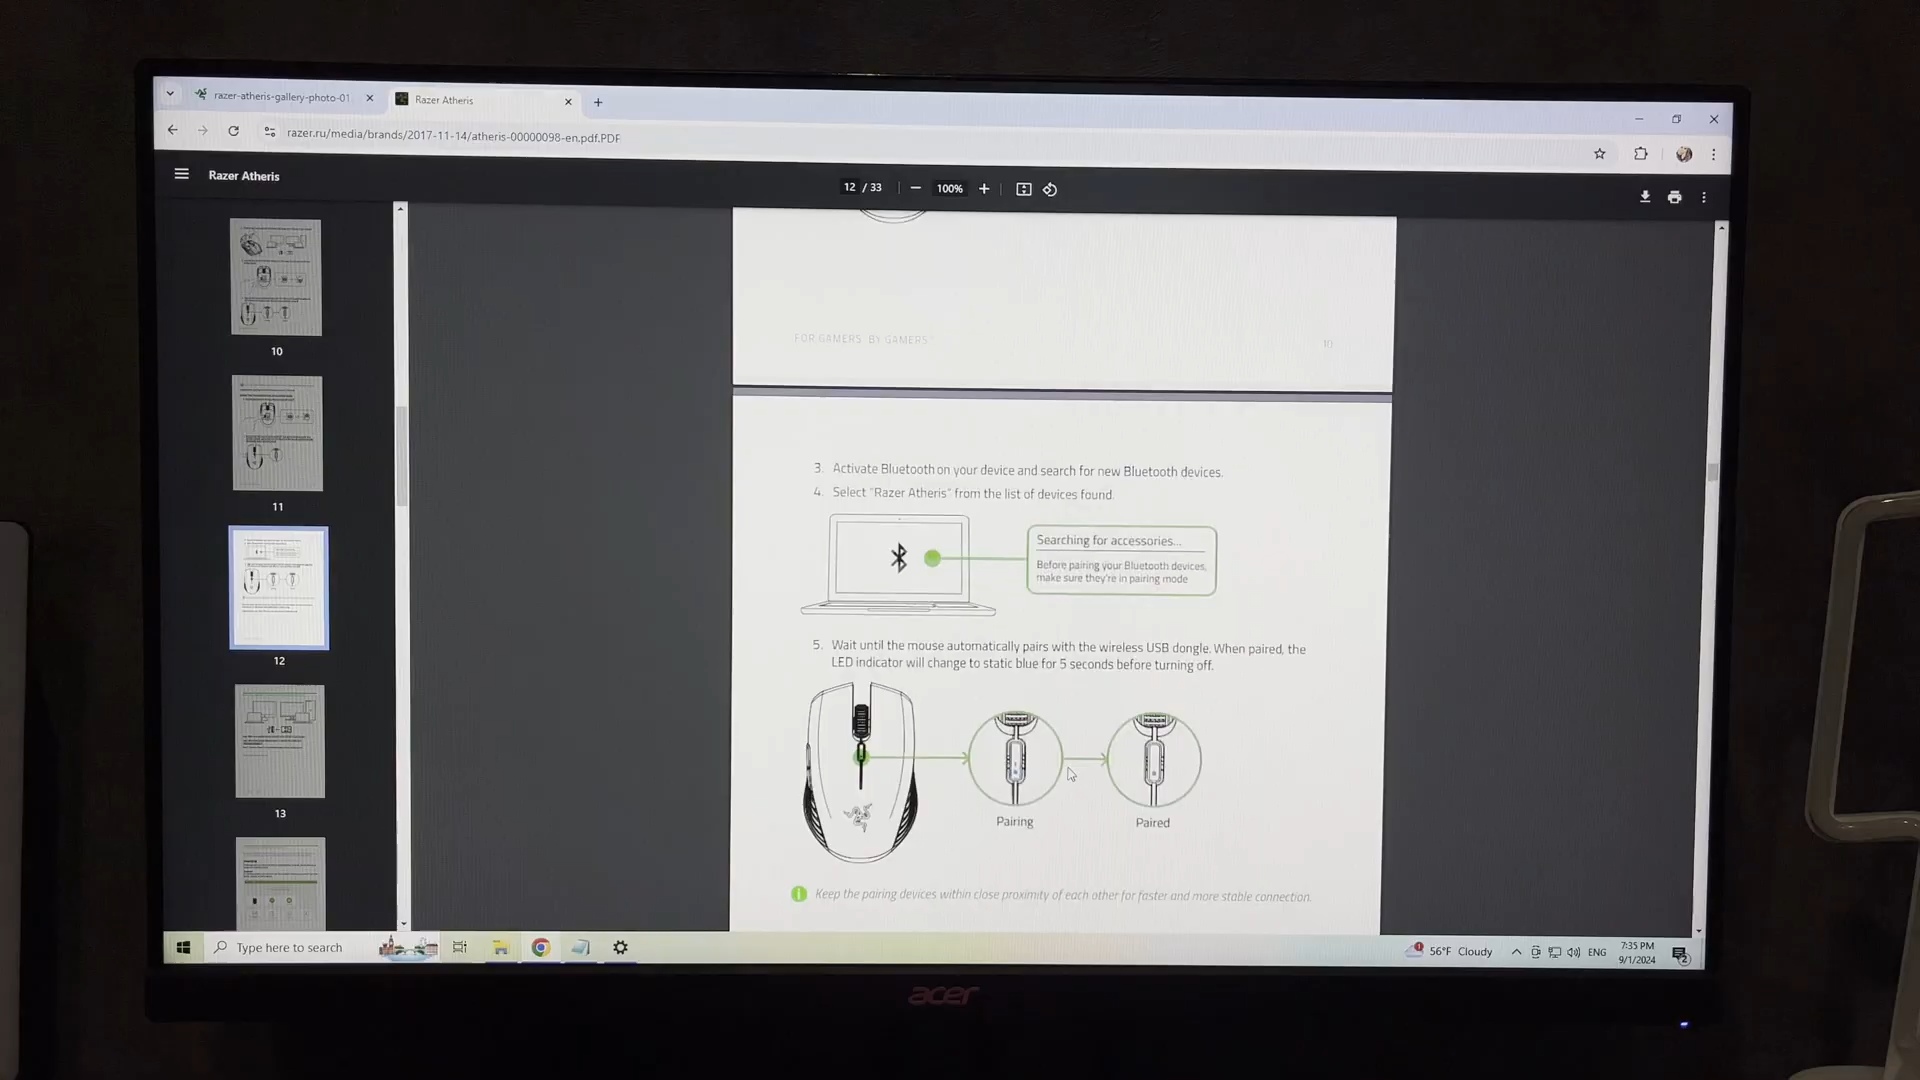 razer-atheris-gallery-photo-01
Razer Atheris
razer.ru/media/brands/2017-11-14/atheris-00000098-en.pdf.PDF
Razer Atheris
12 / 33
100%
10
11
12
13
FOR GAMERS. BY GAMERS.™
10
3. Activate Bluetooth on your device and search for new Bluetooth devices.
4. Select “Razer Atheris” from the list of devices found.
Searching for accessories...
Before pairing your Bluetooth devices,
make sure they're in pairing mode
5. Wait until the mouse automatically pairs with the wireless USB dongle. When paired, the
LED indicator will change to static blue for 5 seconds before turning off.
Pairing
Paired
Keep the pairing devices within close proximity of each other for faster and more stable connection.
Type here to search
56°F Cloudy
ENG
7:35 PM
9/1/2024
2
acer